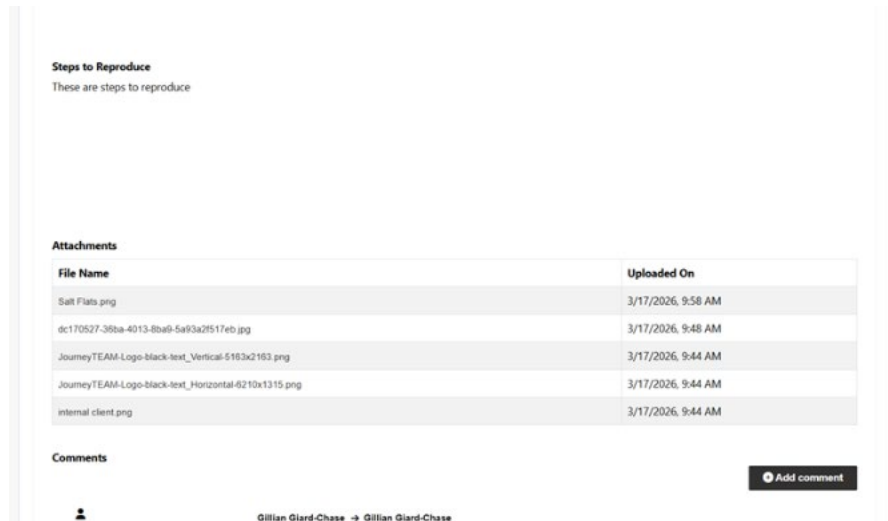 Steps to Reproduce
These are steps to reproduce
Attachments
File Name Uploaded On
Salt Flats.png 3/17/2026, 9:58 AM
dc170527-36ba-4013-8ba9-5a93a2f517eb.jpg 3/17/2026, 9:48 AM
JourneyTEAM-Logo-black-text_Vertical-5163x2163.png 3/17/2026, 9:44 AM
JourneyTEAM-Logo-black-text_Horizontal-6210x1315.png 3/17/2026, 9:44 AM
internal client.png 3/17/2026, 9:44 AM
Comments
Add comment
Gillian Giard-Chase → Gillian Giard-Chase